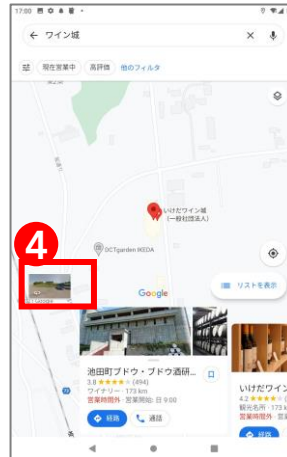 17:00
ワイン城
現在営業中 高評価 他のフィルタ
いけだワイン城
(一般社団法人)
4
DCTgarden IKEDA
Google
リストを表示
池田町ブドウ・ブドウ酒研...
3.8 ★★★★★ (494)
ワイナリー · 173 km
営業時間外 · 営業開始: 日 9:00
経路 通話
いけだワイン
4.2 ★★★★
観光名所 · 173
営業時間外
経路